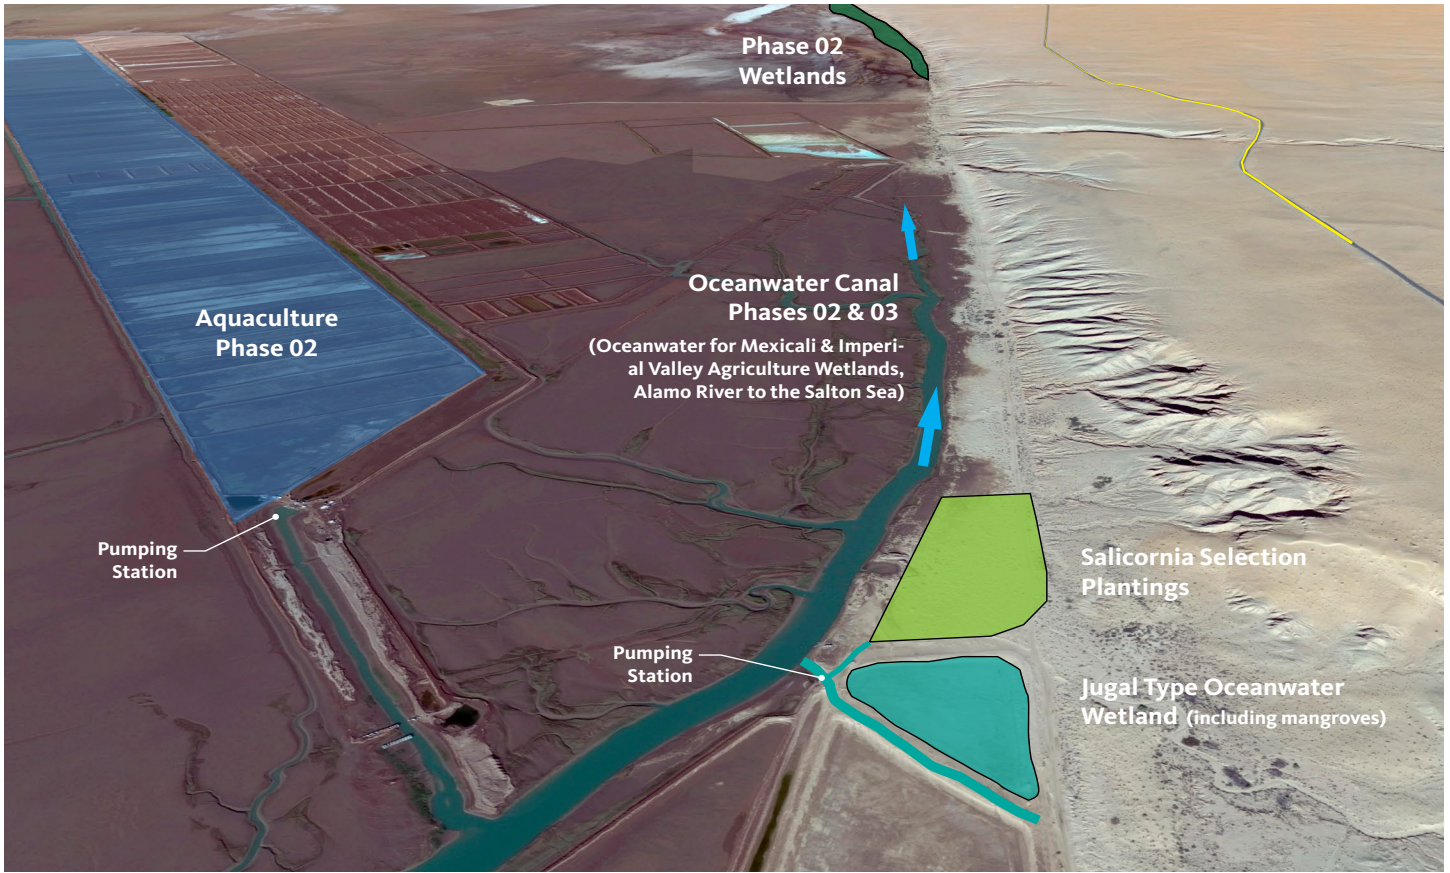 Phase 02
Wetlands
Oceanwater Canal
Phases 02 & 03
(Oceanwater for Mexicali & Imperi-
al Valley Agriculture Wetlands,
Alamo River to the Salton Sea)
Aquaculture
Phase 02
Pumping
Station
Salicornia Selection
Plantings
Pumping
Station
Jugal Type Oceanwater
Wetland (including mangroves)